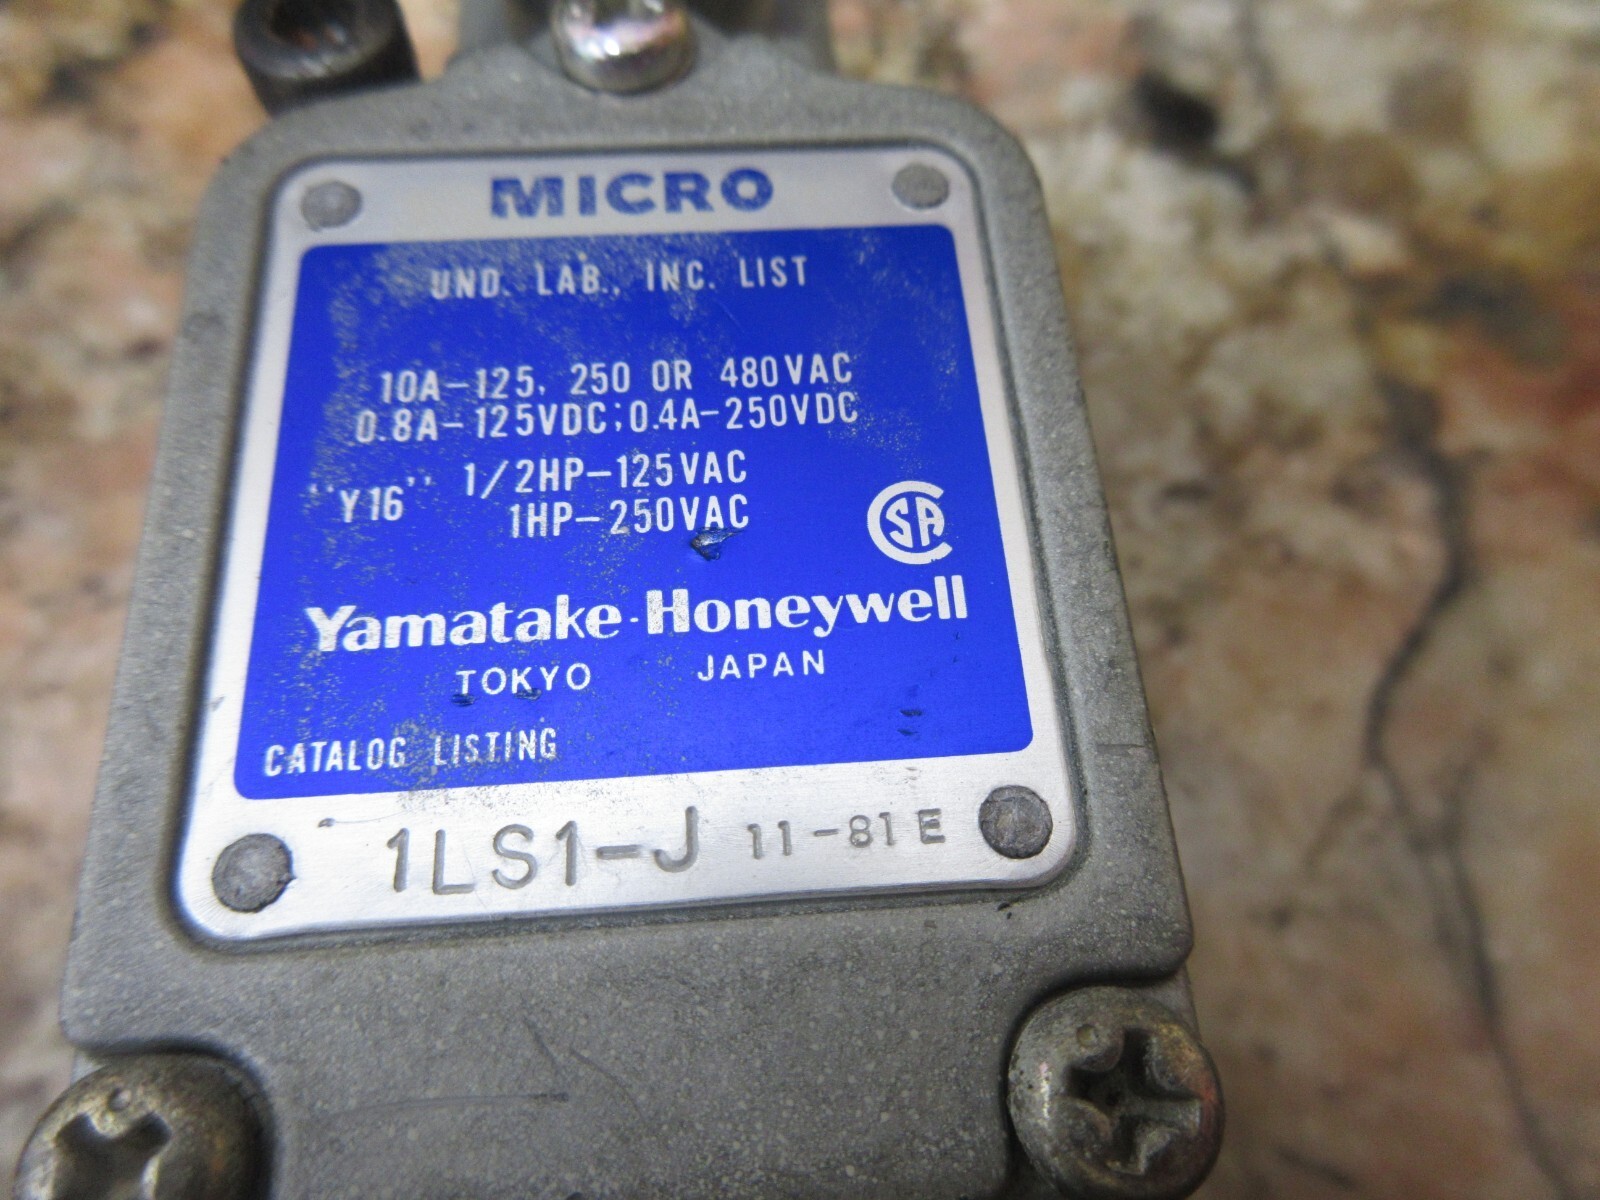 MICRO
UND. LAB., INC. LIST
10A-125, 250 OR 480VAC
0.8A-125VDC;0.4A-250VDC
"Y16" 1/2HP-125VAC
1HP-250VAC
CSA
Yamatake-Honeywell
TOKYO JAPAN
CATALOG LISTING
1LS1-J 11-81E